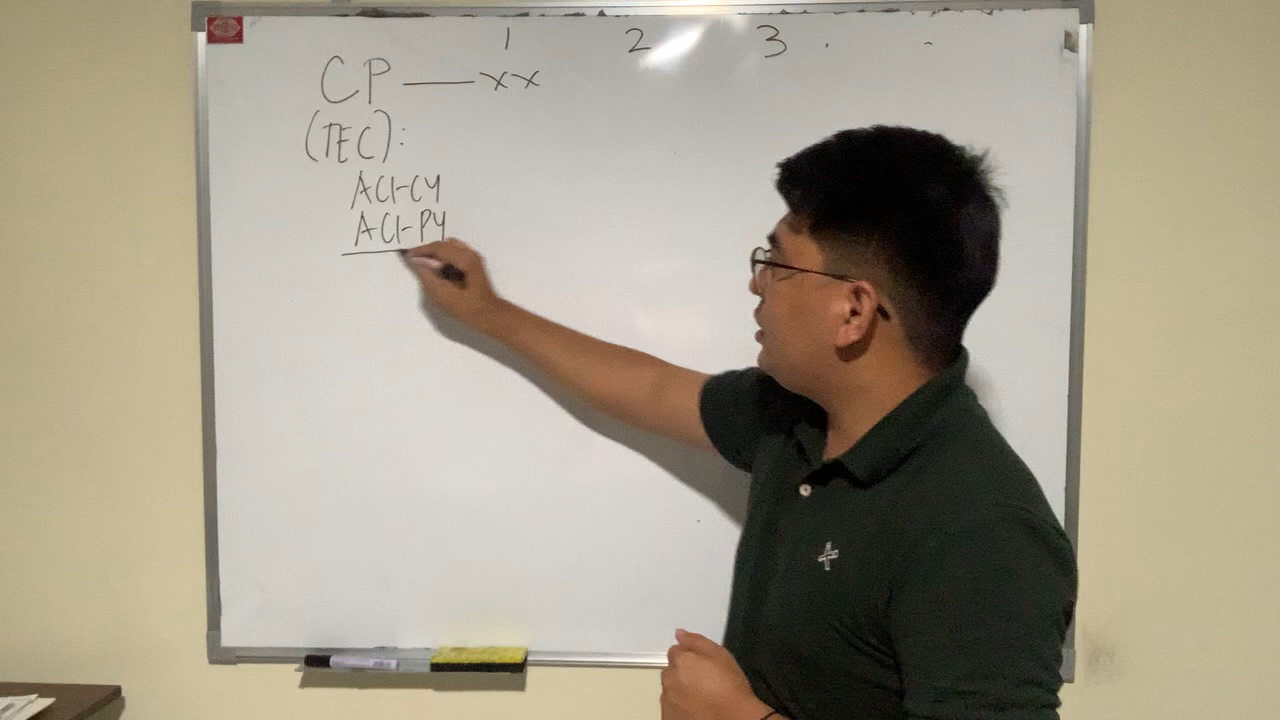 1 2 3 . -
CP — xx
(TEC):
ACI-CY
ACI-PY